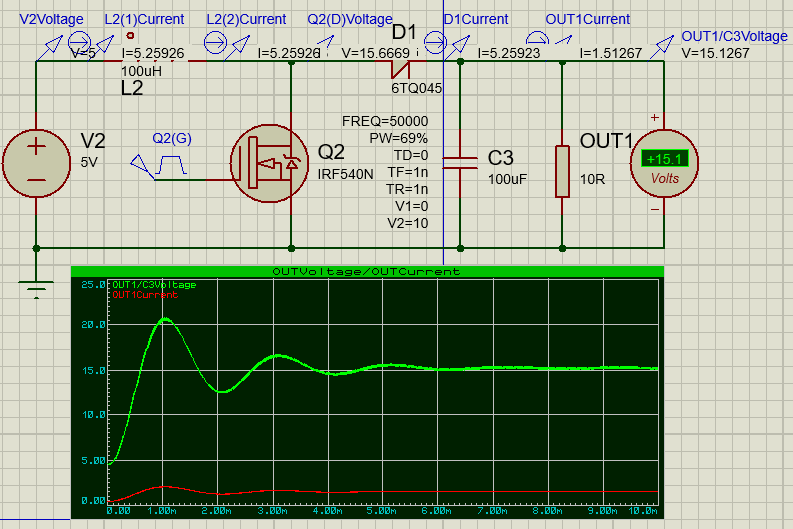 V2Voltage L2(1)Current L2(2)Current Q2(D)Voltage D1Current OUT1Current
D1
OUT1/C3Voltage
V=5 I=5.25926 I=5.25926 V=15.6669 I=5.25923 I=1.51267 V=15.1267
100uH
L2
6TQ045
FREQ=50000
PW=69%
TD=0
TF=1n
TR=1n
V1=0
V2=10
V2
5V
Q2(G)
Q2
IRF540N
C3
100uF
OUT1
10R
+15.1
Volts
OUTVoltage/OUTCurrent
OUT1/C3Voltage
OUT1Current
25.0
20.0
15.0
10.0
5.00
0.00
0.00 1.00m 2.00m 3.00m 4.00m 5.00m 6.00m 7.00m 8.00m 9.00m 10.0m